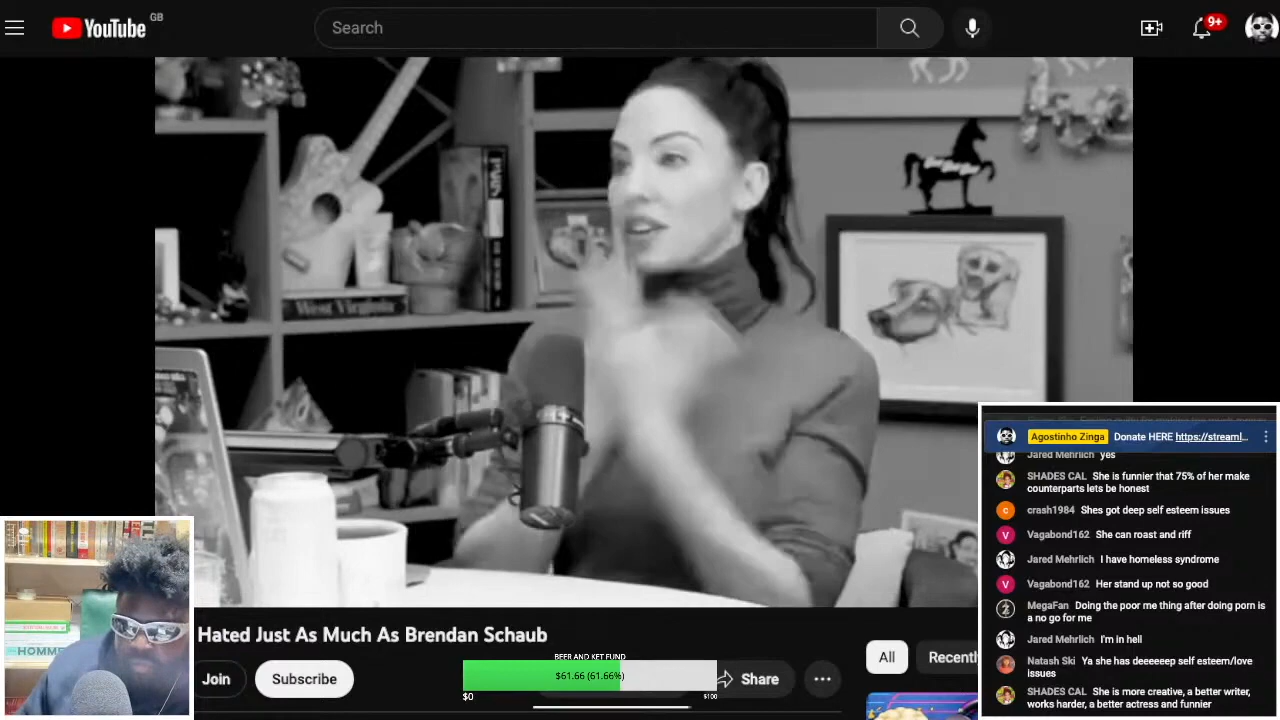 YouTube GB
Search
9+
West Virginia
HOMME
Agostinho Zinga Donate HERE https://streaml...
Jared Mehrlich yes
SHADES CAL She is funnier that 75% of her make
counterparts lets be honest
crash1984 Shes got deep self esteem issues
Vagabond162 She can roast and riff
Jared Mehrlich I have homeless syndrome
Vagabond162 Her stand up not so good
MegaFan Doing the poor me thing after doing porn is
a no go for me
Jared Mehrlich I'm in hell
Natash Ski Ya she has deeeeeep self esteem/love
issues
SHADES CAL She is more creative, a better writer,
works harder, a better actress and funnier
Hated Just As Much As Brendan Schaub
Join
Subscribe
BEER AND KET FUND
$61.66 (61.66%)
$0
$100
Share
All
Recentl